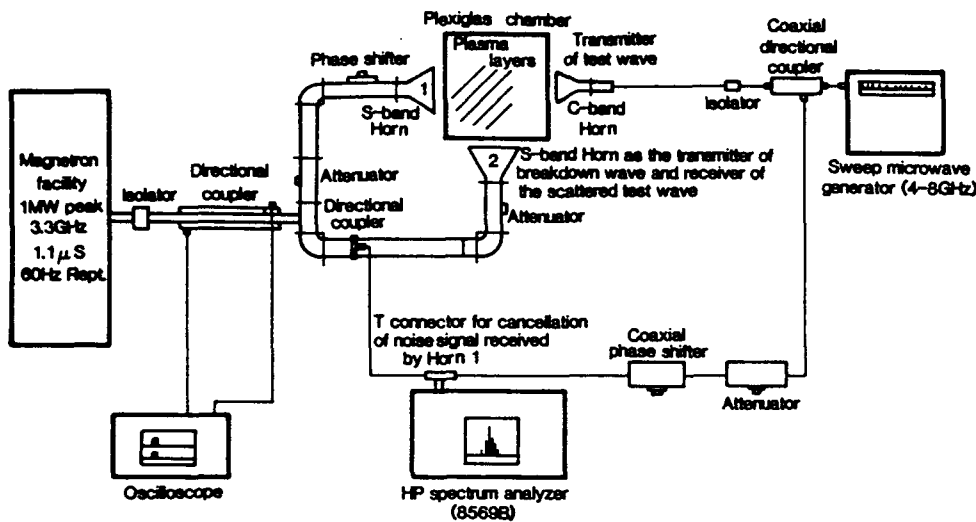 Plexiglas chamber
Plasma
layers
Transmitter
of test wave
Coaxial
directional
coupler
Phase shifter
1
S-band
Horn
C-band
Horn
Isolator
Sweep microwave
generator (4-8GHz)
Magnetron
facility
1MW peak
3.3GHz
1.1μS
60Hz Rept.
Isolator
Directional
coupler
Attenuator
Directional
coupler
2
S-band Horn as the transmitter of
breakdown wave and receiver of
the scattered test wave
Attenuator
T connector for cancellation
of noise signal received
by Horn 1
Coaxial
phase shifter
Attenuator
Oscilloscope
HP spectrum analyzer
(8569B)